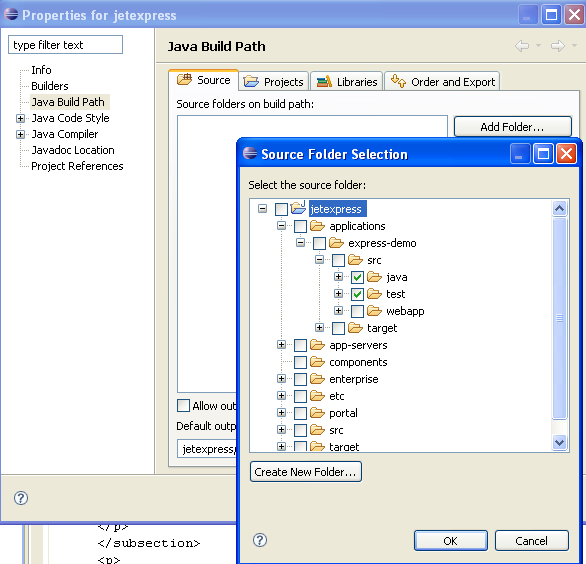 Properties for jetexpress
type filter text
Info
Builders
Java Build Path
Java Code Style
Java Compiler
Javadoc Location
Project References
Java Build Path
Source
Projects
Libraries
Order and Export
Source folders on build path:
Add Folder...
Allow out
Default outp
jetexpress/
Source Folder Selection
Select the source folder:
jetexpress
applications
express-demo
src
java
test
webapp
target
app-servers
components
enterprise
etc
portal
src
target
Create New Folder...
OK
Cancel
</p>
</subsection>
<p>